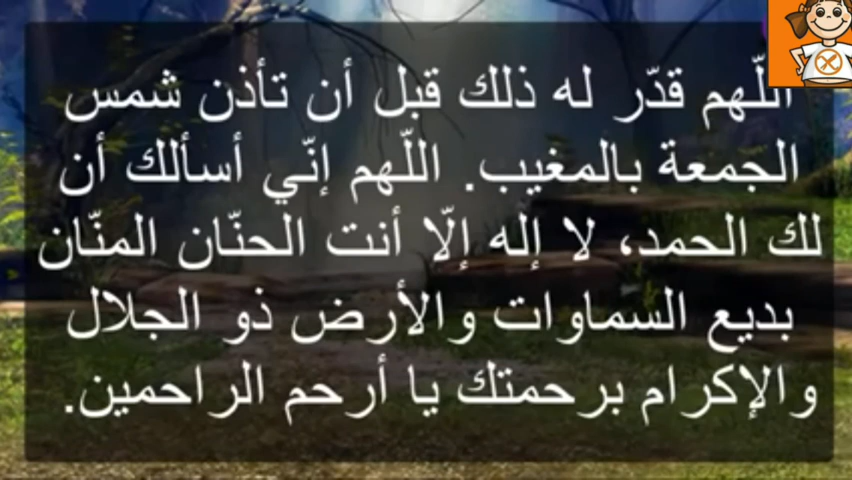 اللّهم قدّر له ذلك قبل أن تأذن شمس
الجمعة بالمغيب. اللّهم إنّي أسألك أن
لك الحمد، لا إله إلّا أنت الحنّان المنّان
بديع السماوات والأرض ذو الجلال
والإكرام برحمتك يا أرحم الراحمين.